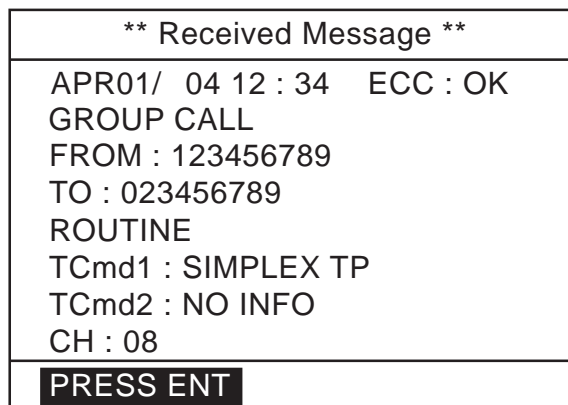 ** Received Message **
APR01/ 04 12 : 34 ECC : OK
GROUP CALL
FROM : 123456789
TO : 023456789
ROUTINE
TCmd1 : SIMPLEX TP
TCmd2 : NO INFO
CH : 08
PRESS ENT